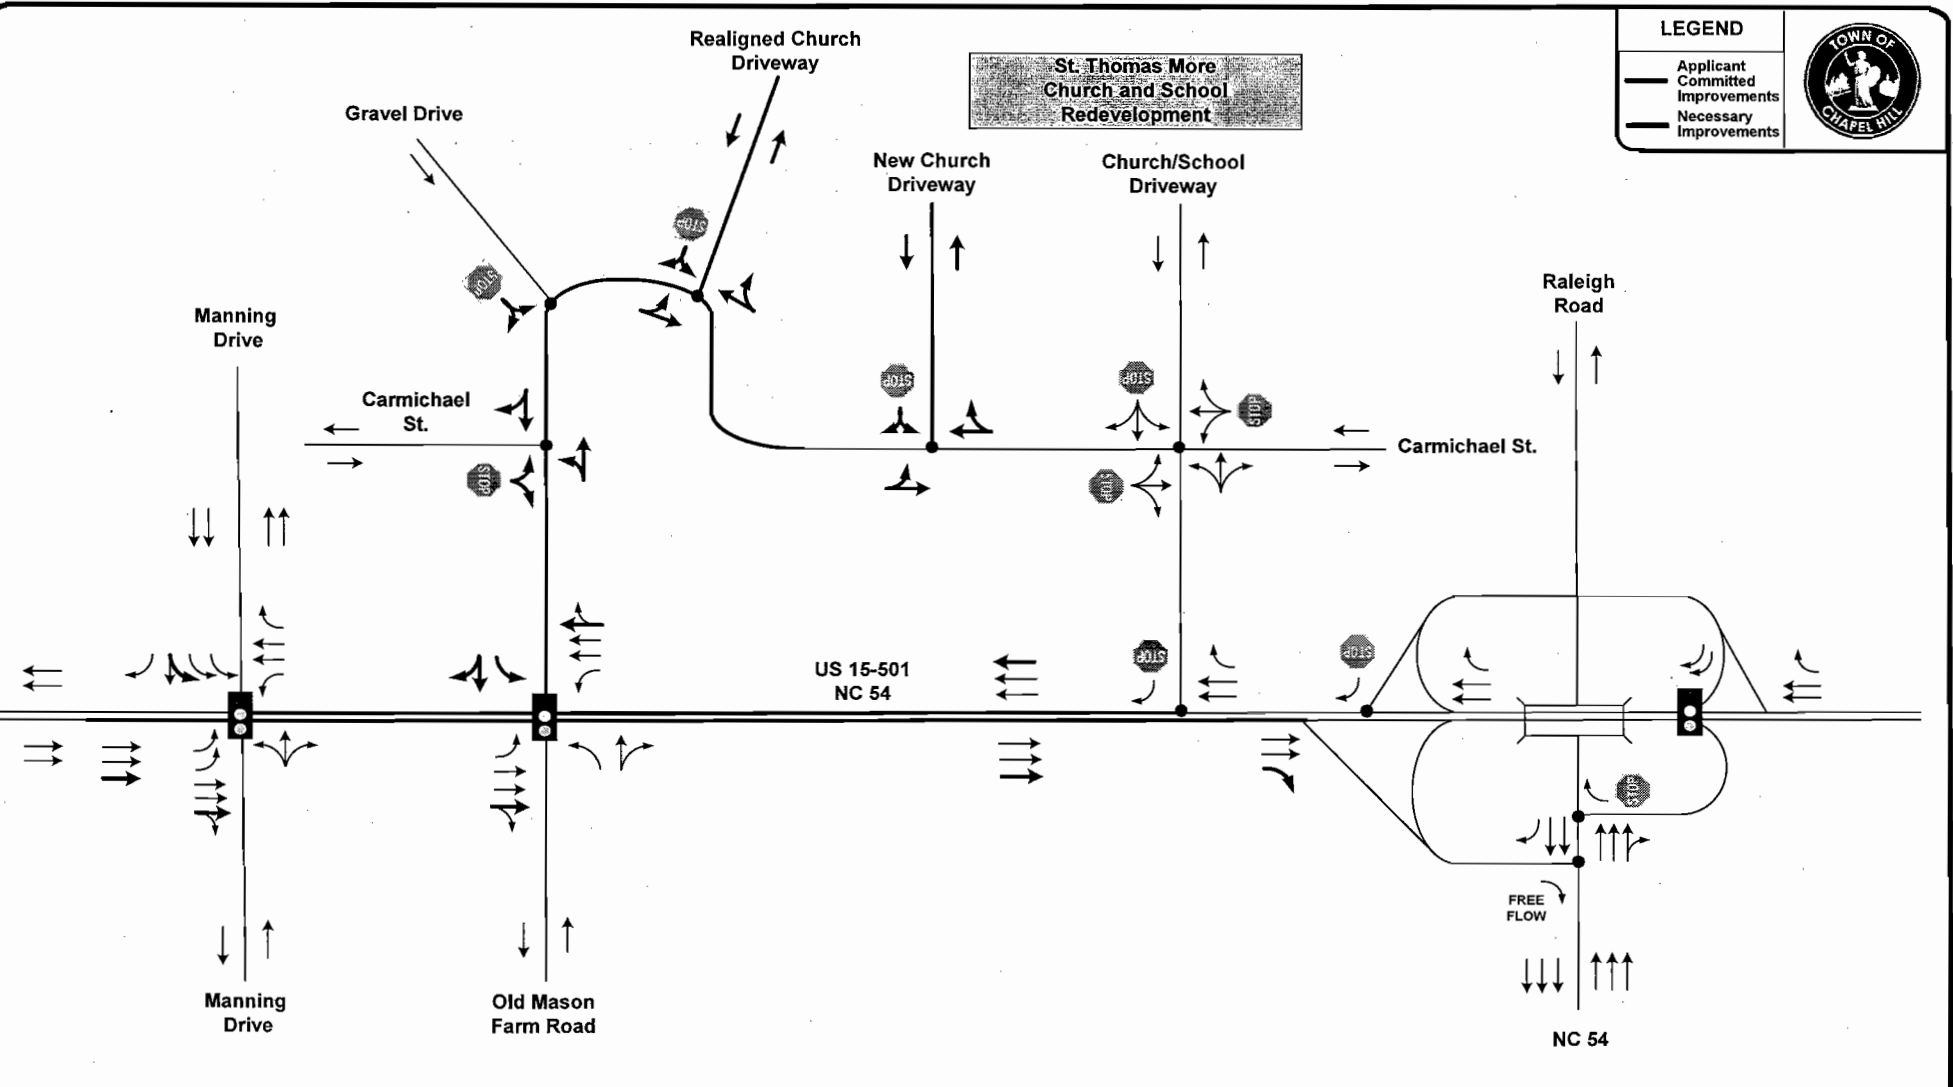 LEGEND
Applicant
Committed
Improvements
Necessary
Improvements
TOWN OF
CHAPEL HILL
Realigned Church
Driveway
St. Thomas More
Church and School
Redevelopment
Gravel Drive
New Church
Driveway
Church/School
Driveway
STOP
STOP
Raleigh
Road
Manning
Drive
STOP
STOP
Carmichael
St.
STOP
Carmichael St.
STOP
STOP
STOP
STOP
US 15-501
NC 54
STOP
FREE
FLOW
Manning
Drive
Old Mason
Farm Road
NC 54